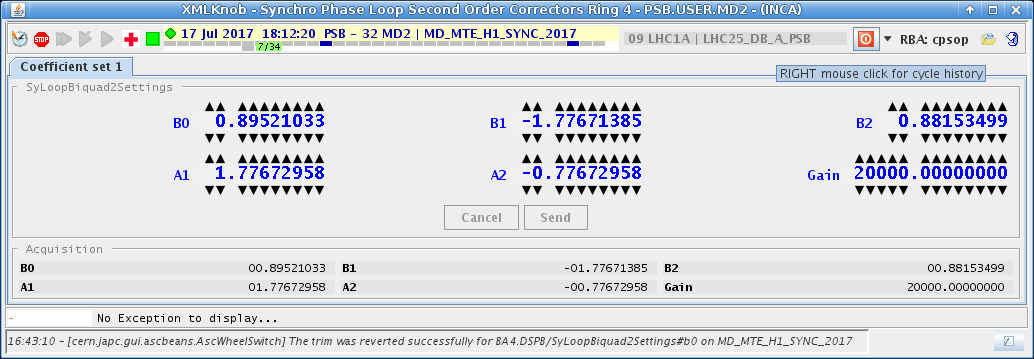 XMLKnob - Synchro Phase Loop Second Order Correctors Ring 4 - PSB.USER.MD2 - (INCA)
STOP 17 Jul 2017 18:12:20 PSB - 32 MD2 | MD_MTE_H1_SYNC_2017 09 LHC1A | LHC25_DB_A_PSB RBA: cpsop
7/34
Coefficient set 1
RIGHT mouse click for cycle history
SyLoopBiquad2Settings
B0 0.89521033 B1 -1.77671385 B2 0.88153499
A1 1.77672958 A2 -0.77672958 Gain 20000.00000000
Cancel Send
Acquisition
B0 00.89521033 B1 -01.77671385 B2 00.88153499
A1 01.77672958 A2 -00.77672958 Gain 20000.00000000
- No Exception to display...
16:43:10 - [cern.japc.gui.ascbeans.AscWheelSwitch] The trim was reverted successfully for BA4.DSPB/SyLoopBiquad2Settings#b0 on MD_MTE_H1_SYNC_2017